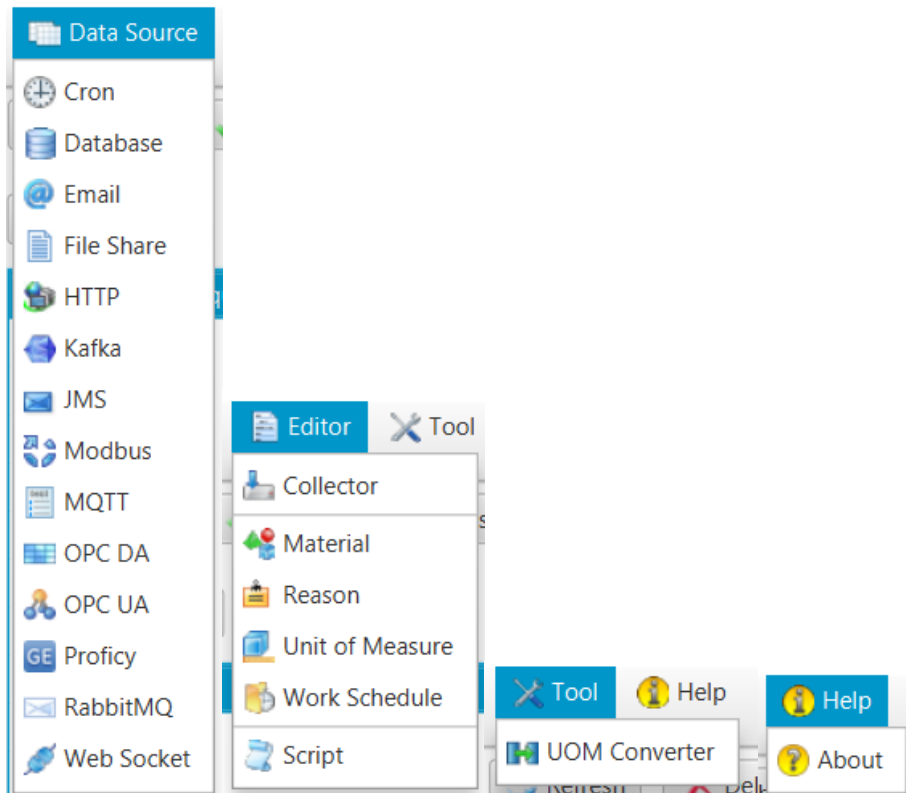 Data Source
Cron
Database
Email
File Share
HTTP
Kafka
JMS
Modbus
MQTT
OPC DA
OPC UA
GE Proficy
RabbitMQ
Web Socket
Editor Tool
Collector
Material
Reason
Unit of Measure
Work Schedule
Script
Tool Help
UOM Converter
Help
About